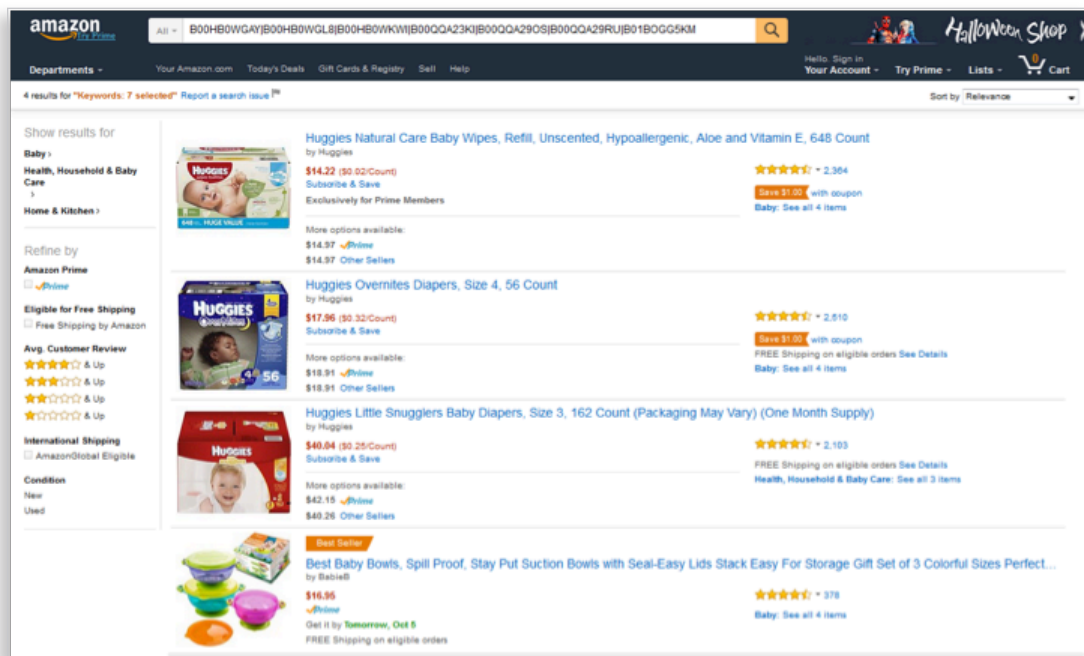 amazon
Try Prime
All
B00HB0WGAY|B00HB0WGL8|B00HB0WKWI|B00QQA23KI|B00QQA29OS|B00QQA29RU|B01BOGG5KM
Halloween Shop
Departments
Your Amazon.com Today's Deals Gift Cards & Registry Sell Help
Hello. Sign in
Your Account Try Prime Lists 0 Cart
4 results for "Keywords: 7 selected" Report a search issue
Sort by Relevance
Show results for
Baby
Health, Household & Baby Care
Home & Kitchen
Refine by
Amazon Prime
Prime
Eligible for Free Shipping
Free Shipping by Amazon
Avg. Customer Review
& Up
& Up
& Up
& Up
International Shipping
AmazonGlobal Eligible
Condition
New
Used
HUGGIES
648 HUGE VALUE
Huggies Natural Care Baby Wipes, Refill, Unscented, Hypoallergenic, Aloe and Vitamin E, 648 Count
by Huggies
$14.22 ($0.02/Count)
Subscribe & Save
Exclusively for Prime Members
More options available:
$14.97 Prime
$14.97 Other Sellers
2,364
Save $1.00 with coupon
Baby: See all 4 items
HUGGIES
Overnites
4 56
Huggies Overnites Diapers, Size 4, 56 Count
by Huggies
$17.96 ($0.32/Count)
Subscribe & Save
More options available:
$18.91 Prime
$18.91 Other Sellers
2,510
Save $1.00 with coupon
FREE Shipping on eligible orders See Details
Baby: See all 4 items
HUGGIES
Huggies Little Snugglers Baby Diapers, Size 3, 162 Count (Packaging May Vary) (One Month Supply)
by Huggies
$40.04 ($0.25/Count)
Subscribe & Save
More options available:
$42.15 Prime
$40.26 Other Sellers
2,103
FREE Shipping on eligible orders See Details
Health, Household & Baby Care: See all 3 items
Best Seller
Best Baby Bowls, Spill Proof, Stay Put Suction Bowls with Seal-Easy Lids Stack Easy For Storage Gift Set of 3 Colorful Sizes Perfect...
by BabieB
$16.95
Prime
Get it by Tomorrow, Oct 5
FREE Shipping on eligible orders
378
Baby: See all 4 items